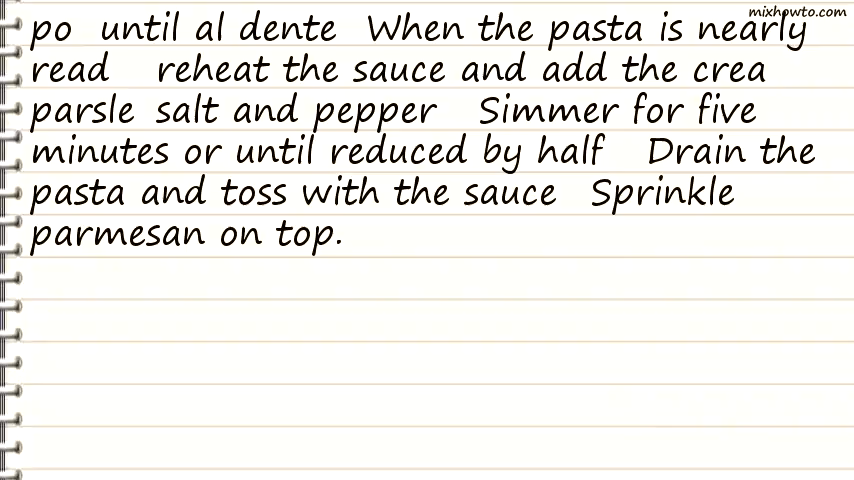 mixhowto.com
po until al dente When the pasta is nearly
read reheat the sauce and add the crea
parsle salt and pepper Simmer for five
minutes or until reduced by half Drain the
pasta and toss with the sauce Sprinkle
parmesan on top.